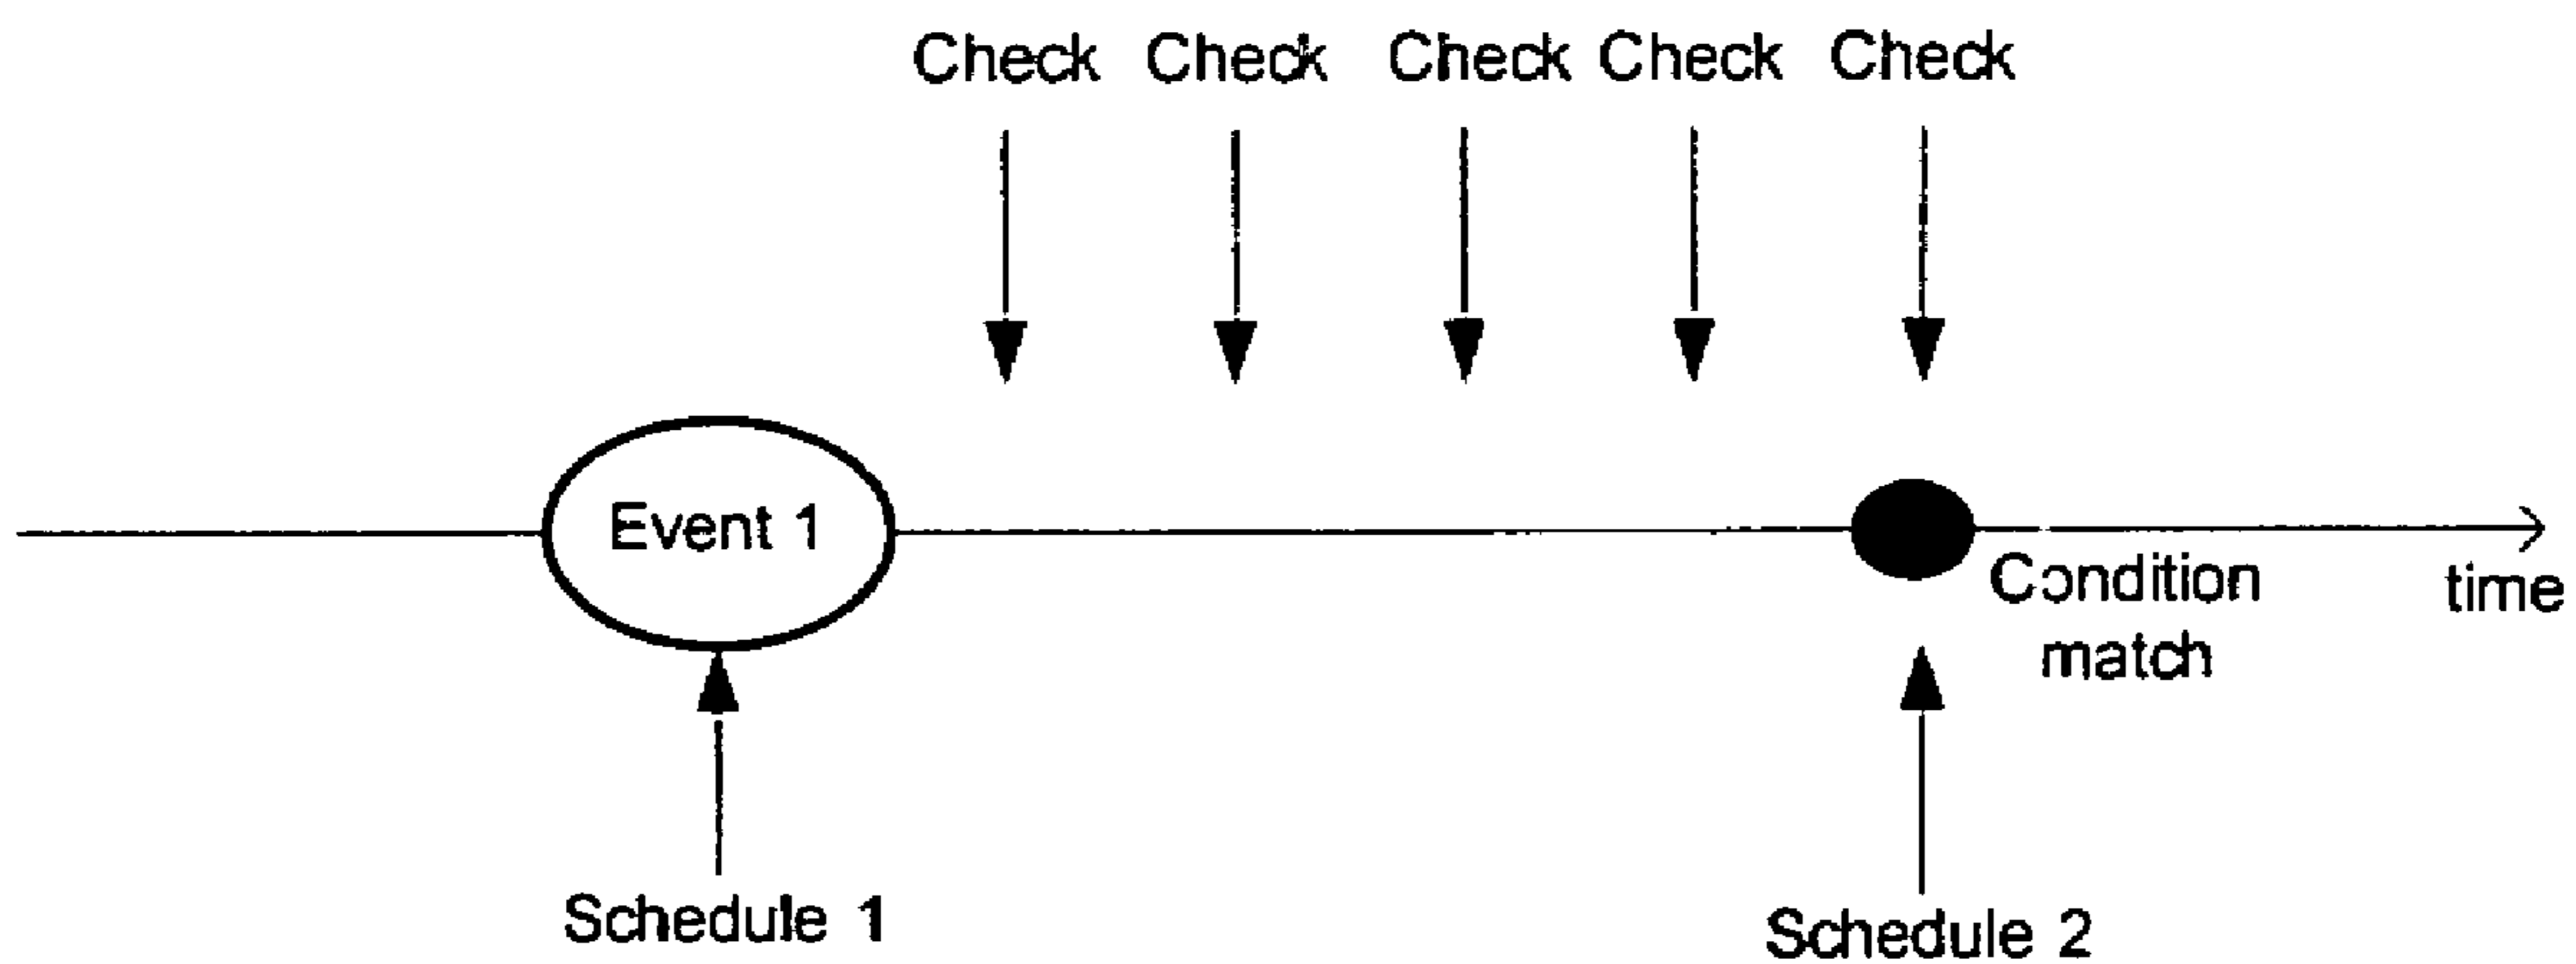 Check Check Check Check Check
Event 1
Condition
match
time
Schedule 1
Schedule 2